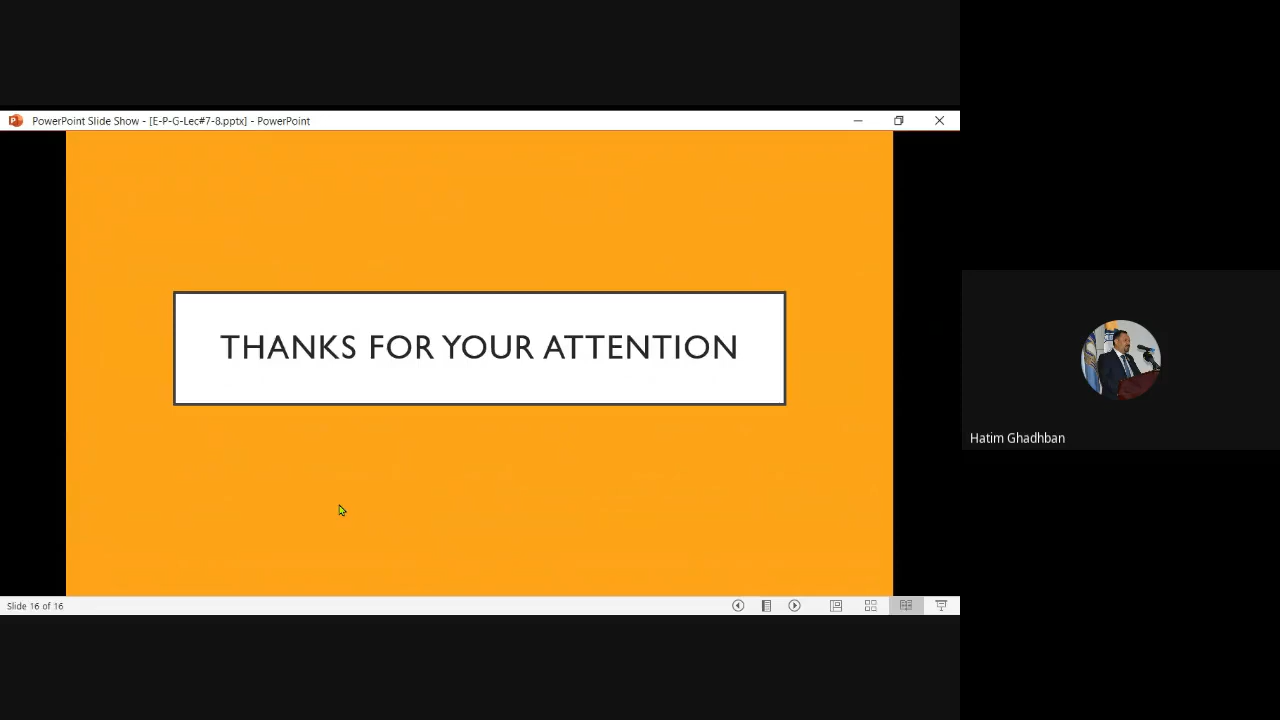 PowerPoint Slide Show - [E-P-G-Lec#7-8.pptx] - PowerPoint
THANKS FOR YOUR ATTENTION
Hatim Ghadhban
Slide 16 of 16